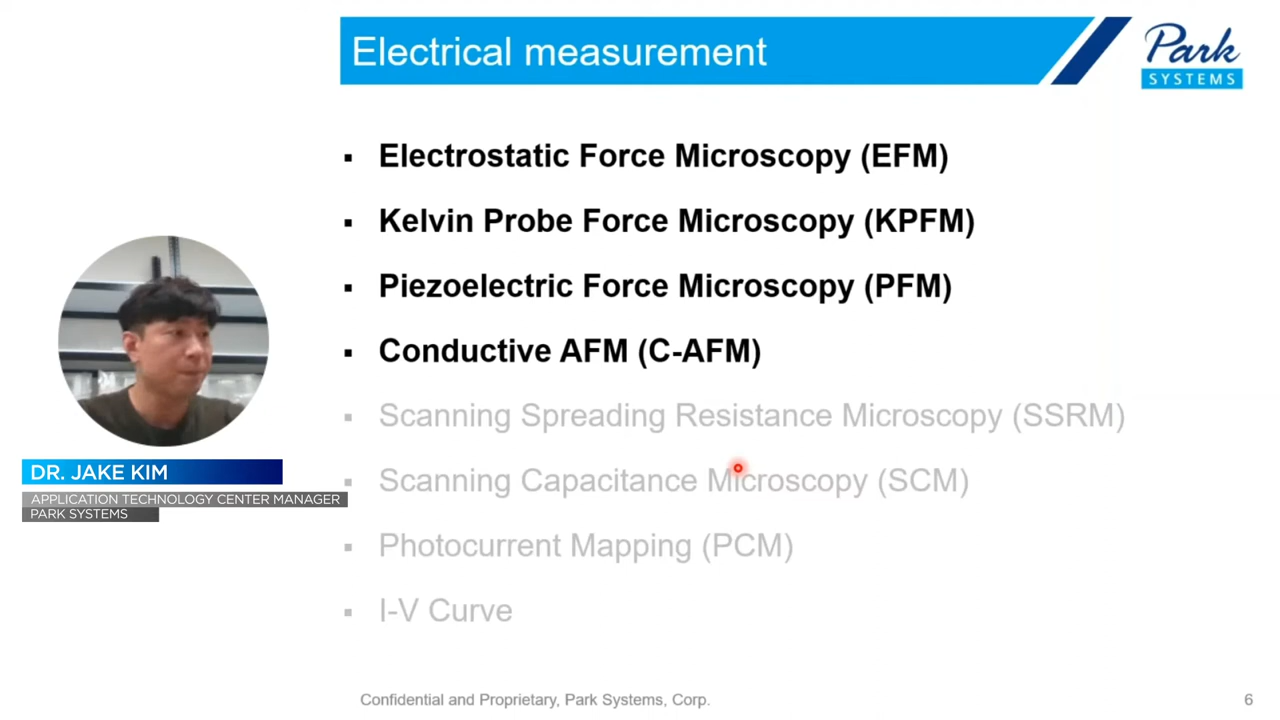 Electrical measurement
Park
SYSTEMS
▪ Electrostatic Force Microscopy (EFM)
▪ Kelvin Probe Force Microscopy (KPFM)
▪ Piezoelectric Force Microscopy (PFM)
▪ Conductive AFM (C-AFM)
▪ Scanning Spreading Resistance Microscopy (SSRM)
▪ Scanning Capacitance Microscopy (SCM)
▪ Photocurrent Mapping (PCM)
▪ I-V Curve
DR. JAKE KIM
APPLICATION TECHNOLOGY CENTER MANAGER
PARK SYSTEMS
Confidential and Proprietary, Park Systems, Corp.
6